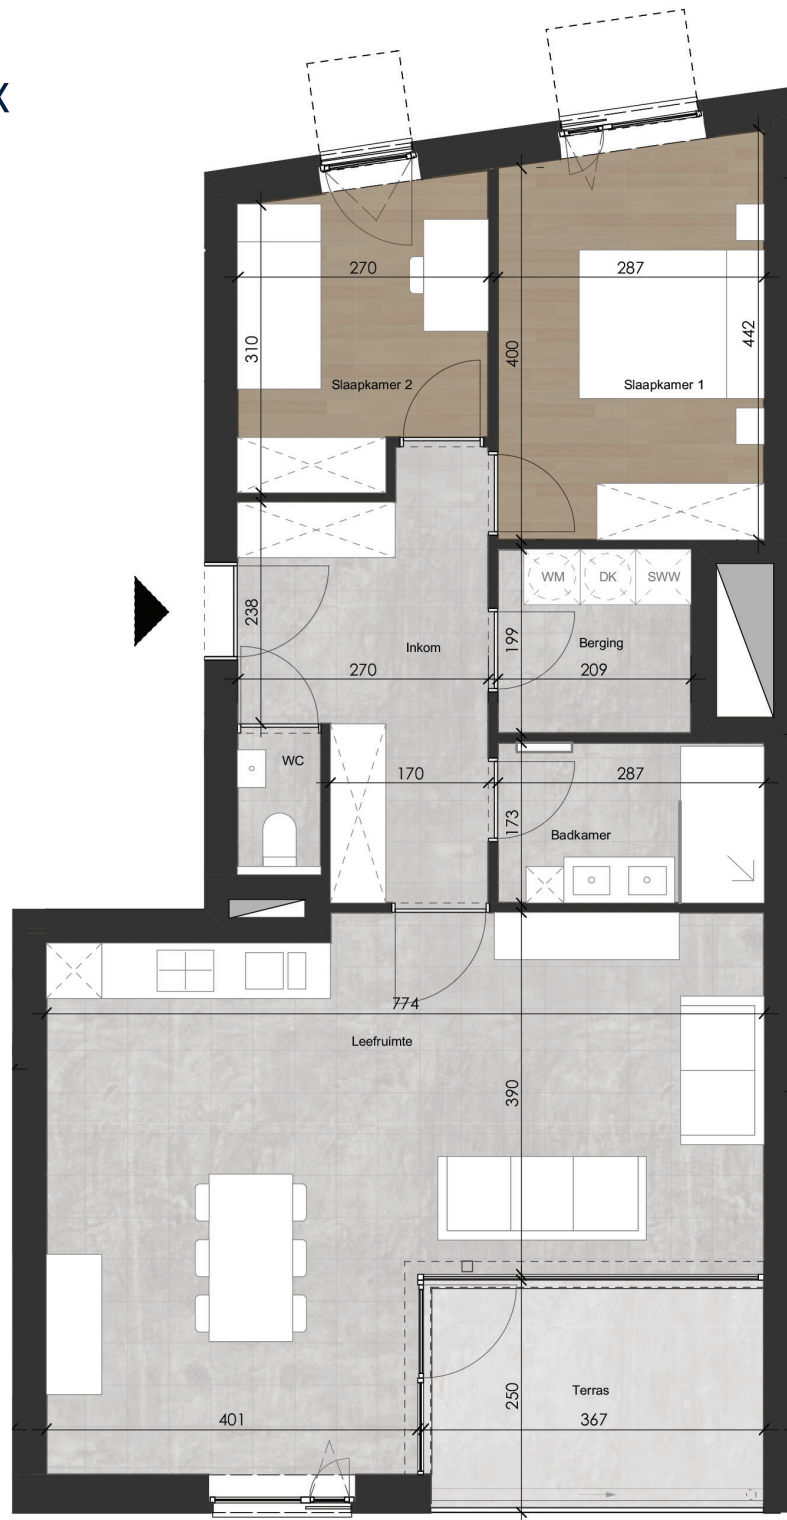 x
270
287
310
400
442
Slaapkamer 2
Slaapkamer 1
WM
DK
SWW
238
199
Inkom
Berging
270
209
WC
170
287
173
Badkamer
774
Leefruimte
390
Terras
250
401
367